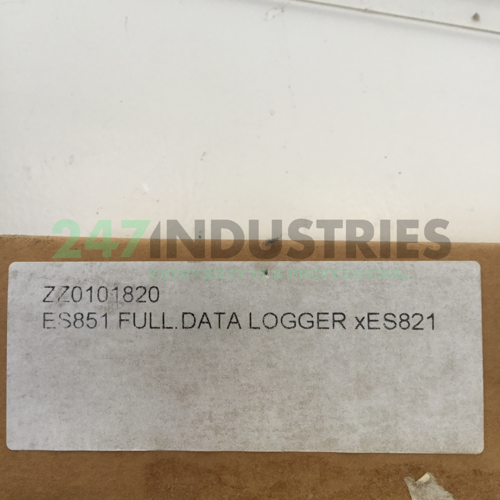 247INDUSTRIES
ZZ0101820
ES851 FULL.DATA LOGGER xES821